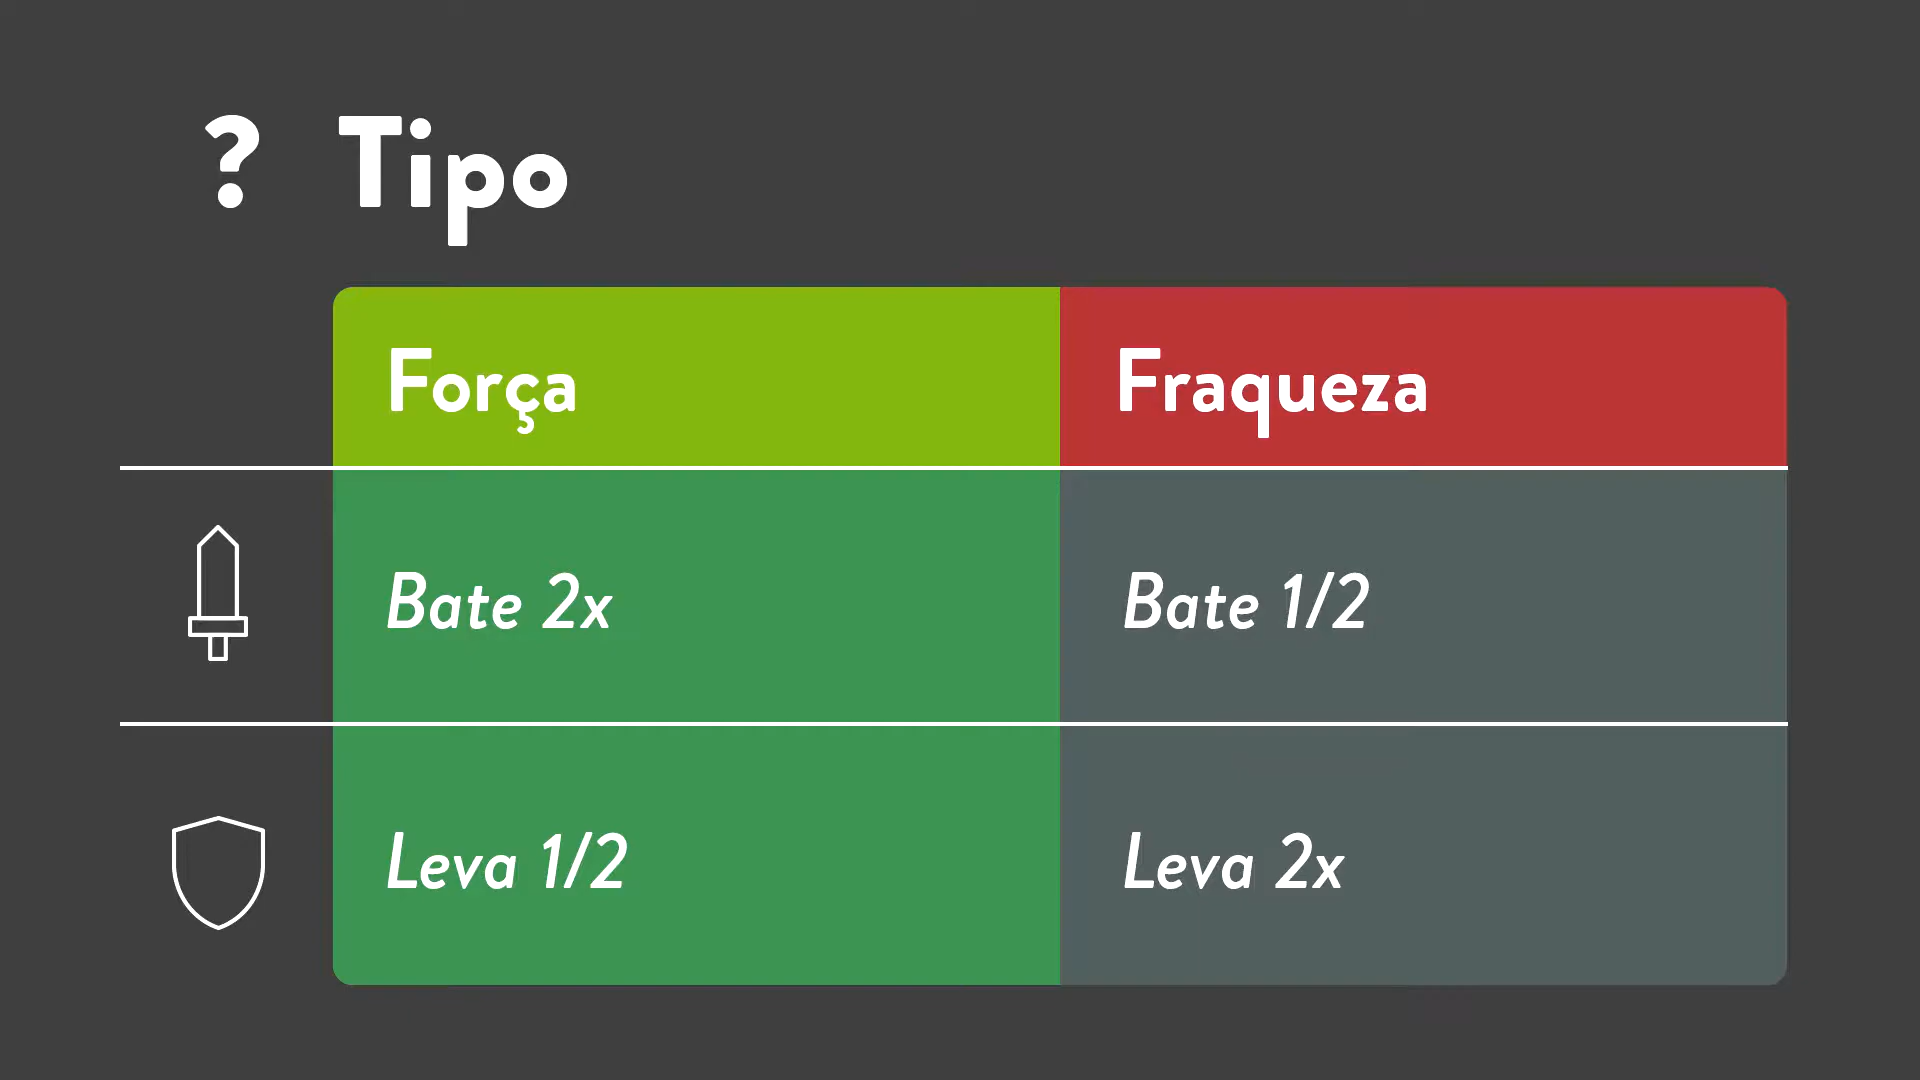 ? Tipo
Força Fraqueza
Bate 2x Bate 1/2
Leva 1/2 Leva 2x